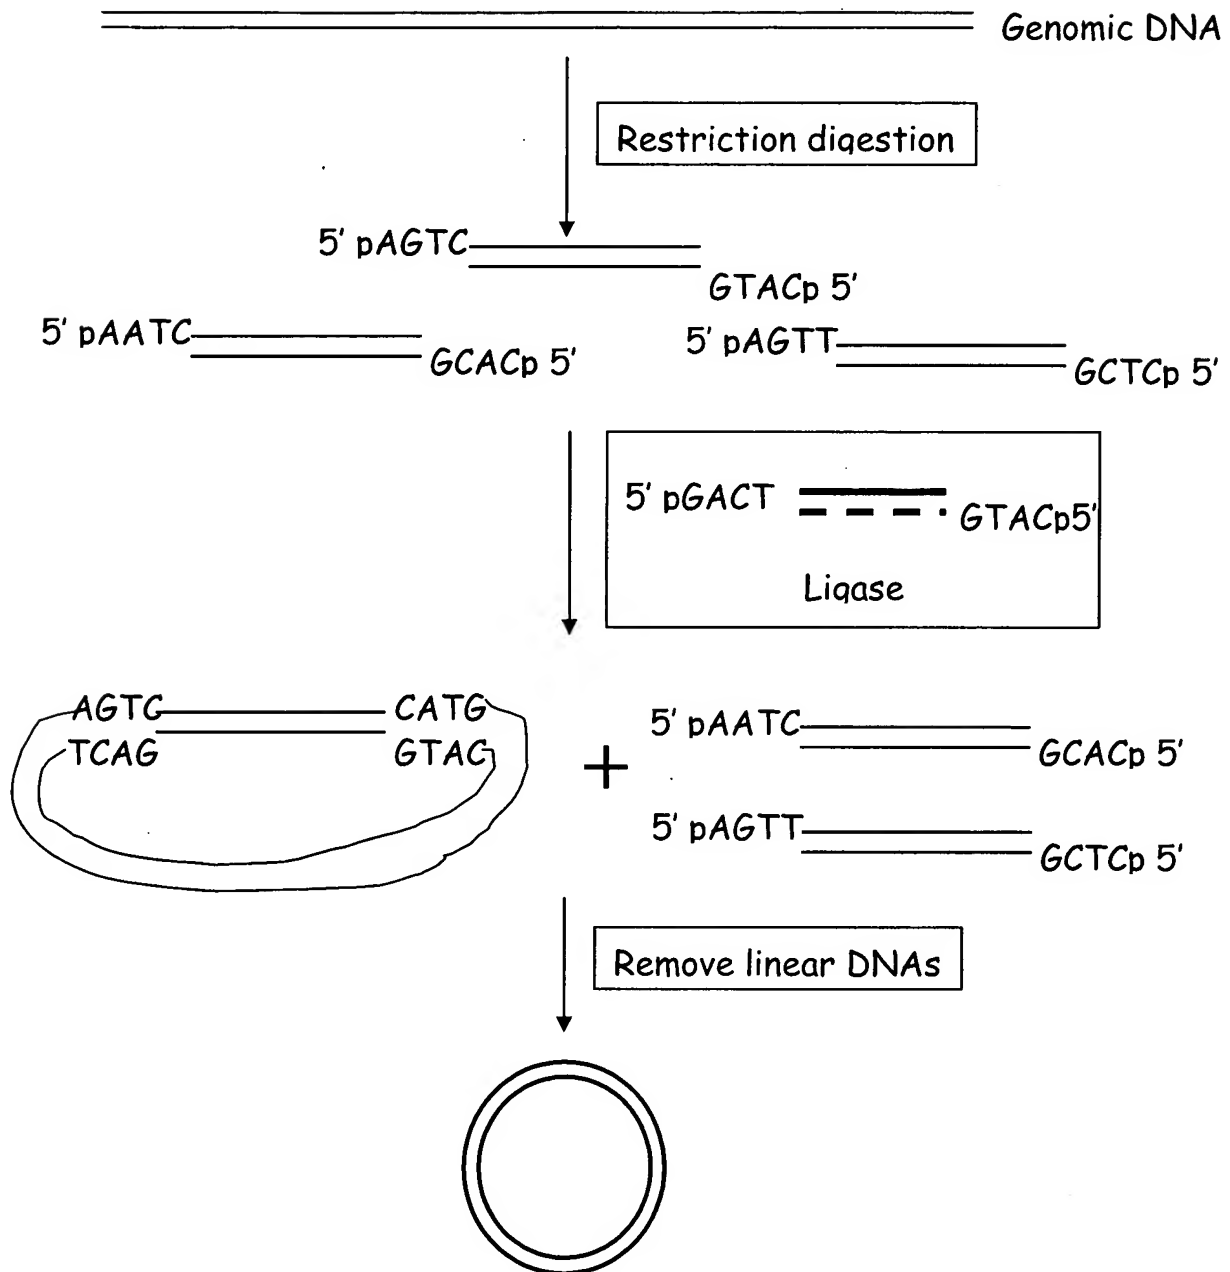 Genomic DNA
Restriction digestion
5' pAGTC
GTACp 5'
5' pAATC
GCACp 5'
5' pAGTT
GCTCp 5'
5' pGACT
GTACp5'
Ligase
AGTC CATG
TCAG GTAC
+
5' pAATC
GCACp 5'
5' pAGTT
GCTCp 5'
Remove linear DNAs